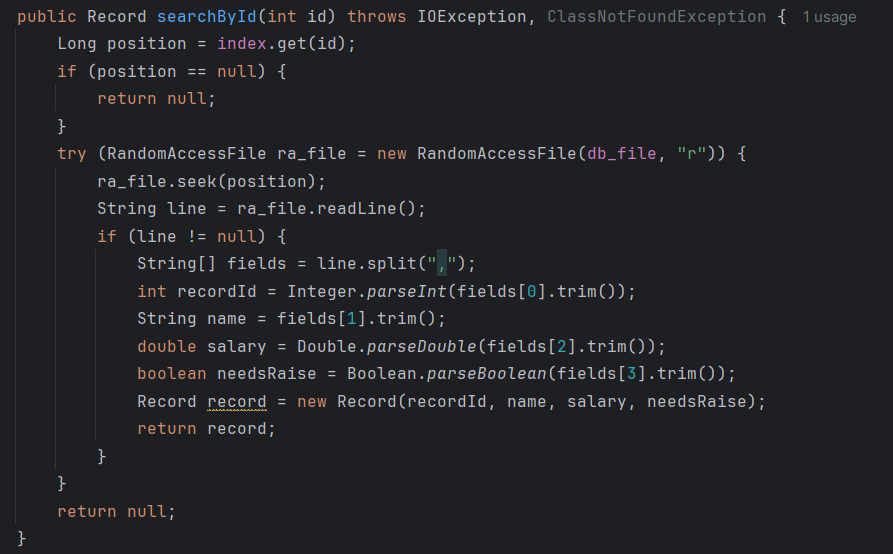 public Record searchById(int id) throws IOException, ClassNotFoundException { 1 usage
    Long position = index.get(id);
    if (position == null) {
        return null;
    }
    try (RandomAccessFile ra_file = new RandomAccessFile(db_file, "r")) {
        ra_file.seek(position);
        String line = ra_file.readLine();
        if (line != null) {
            String[] fields = line.split(",");
            int recordId = Integer.parseInt(fields[0].trim());
            String name = fields[1].trim();
            double salary = Double.parseDouble(fields[2].trim());
            boolean needsRaise = Boolean.parseBoolean(fields[3].trim());
            Record record = new Record(recordId, name, salary, needsRaise);
            return record;
        }
    }
    return null;
}